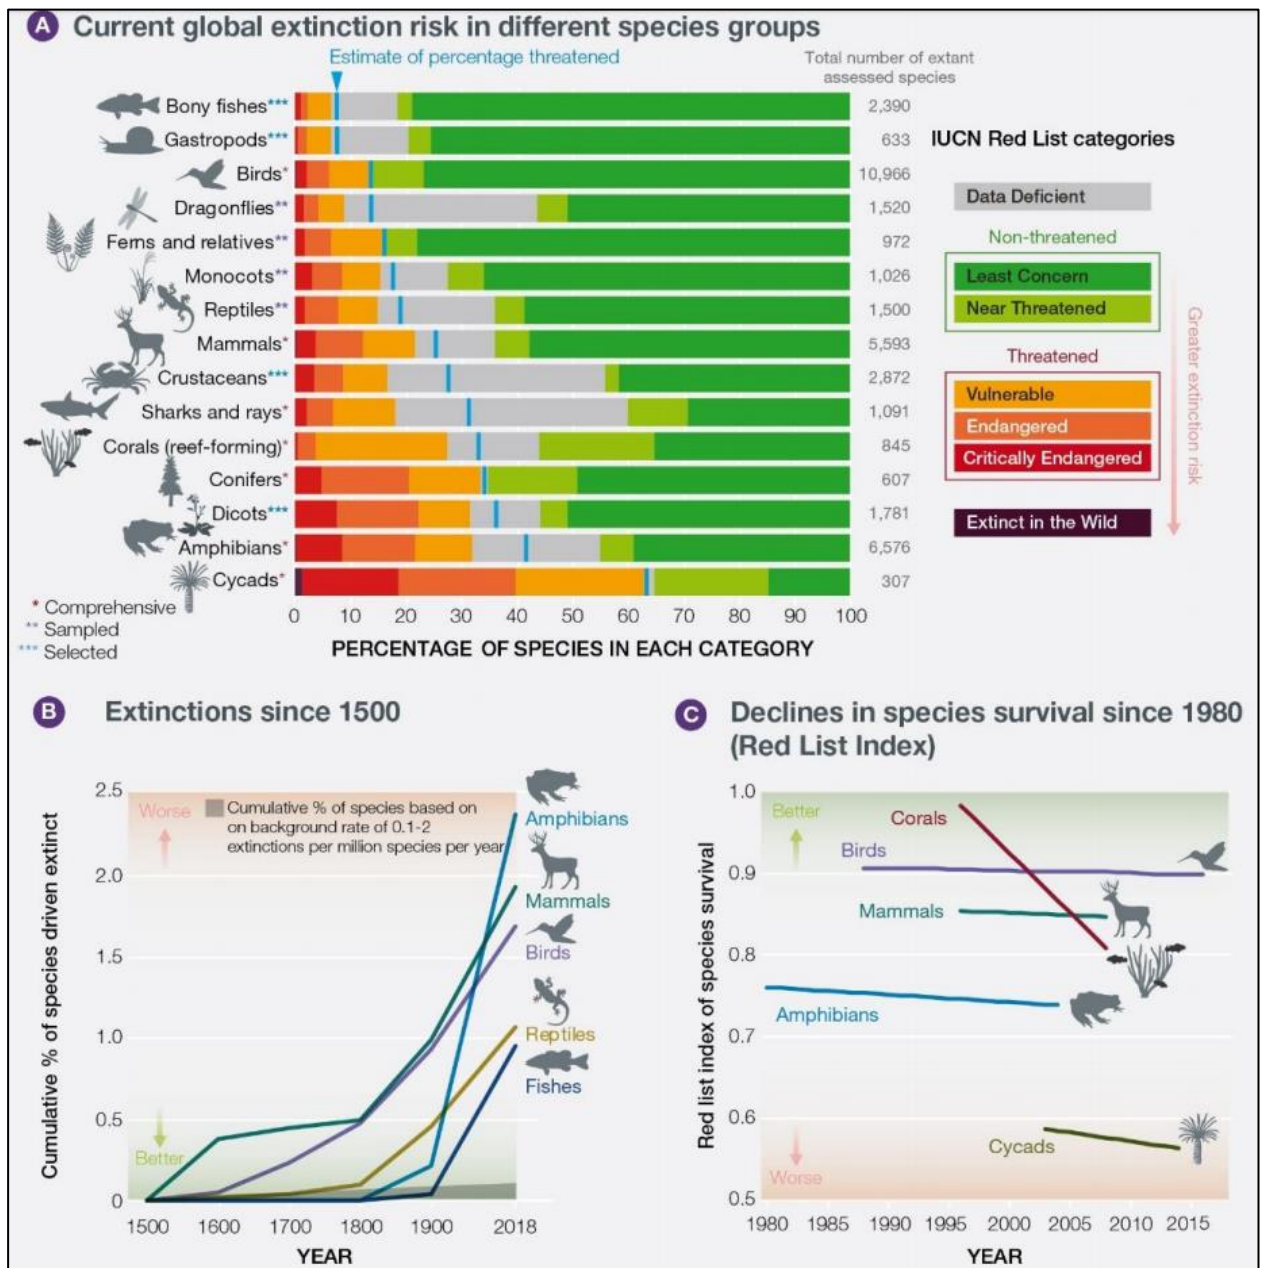 A Current global extinction risk in different species groups
Estimate of percentage threatened
Total number of extant
assessed species
Bony fishes*** 2,390
Gastropods*** 633
Birds* 10,966
Dragonflies** 1,520
Ferns and relatives** 972
Monocots** 1,026
Reptiles** 1,500
Mammals* 5,593
Crustaceans*** 2,872
Sharks and rays* 1,091
Corals (reef-forming)* 845
Conifers* 607
Dicots*** 1,781
Amphibians* 6,576
Cycads* 307
0 10 20 30 40 50 60 70 80 90 100
PERCENTAGE OF SPECIES IN EACH CATEGORY
* Comprehensive
** Sampled
*** Selected
IUCN Red List categories
Data Deficient
Non-threatened
Least Concern
Near Threatened
Threatened
Vulnerable
Endangered
Critically Endangered
Extinct in the Wild
Greater extinction risk
B Extinctions since 1500
Cumulative % of species driven extinct
2.5
2.0
1.5
1.0
0.5
0
Worse
Cumulative % of species based on
on background rate of 0.1-2
extinctions per million species per year
Amphibians
Mammals
Birds
Reptiles
Fishes
Better
1500 1600 1700 1800 1900 2018
YEAR
C Declines in species survival since 1980
(Red List Index)
Red list index of species survival
1.0
0.9
0.8
0.7
0.6
0.5
Better
Corals
Birds
Mammals
Amphibians
Cycads
Worse
1980 1985 1990 1995 2000 2005 2010 2015
YEAR